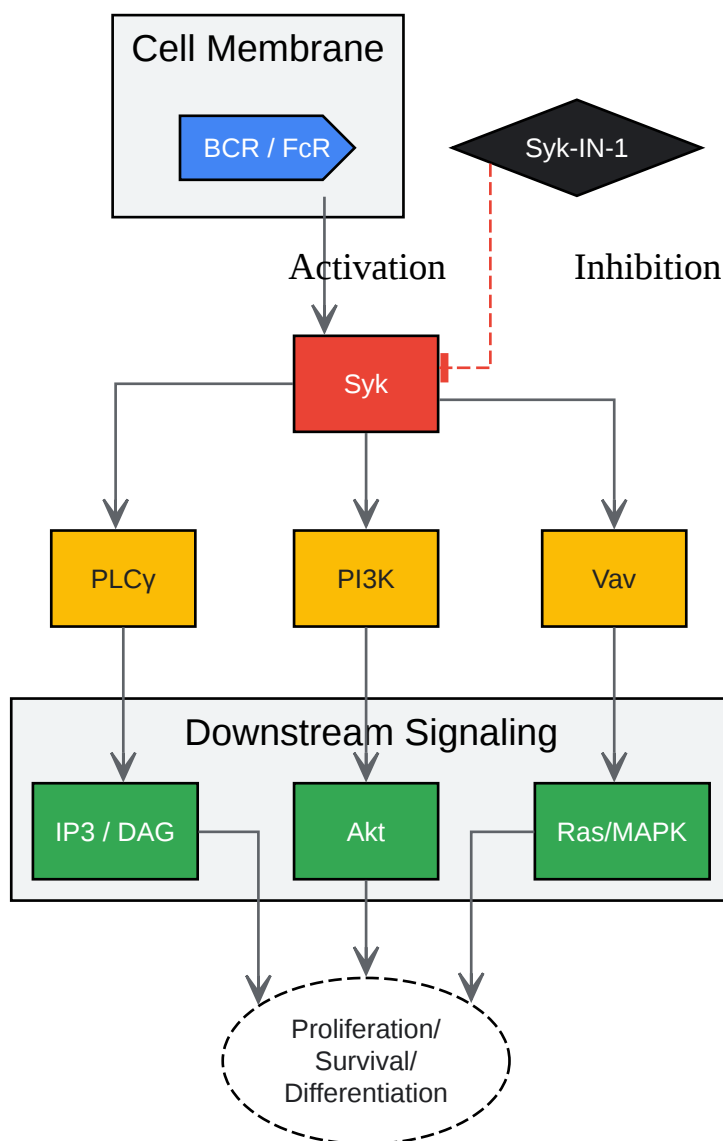 Cell Membrane
BCR / FcR
Syk-IN-1
Activation
Inhibition
Syk
PLCγ
PI3K
Vav
Downstream Signaling
IP3 / DAG
Akt
Ras/MAPK
Proliferation/
Survival/
Differentiation